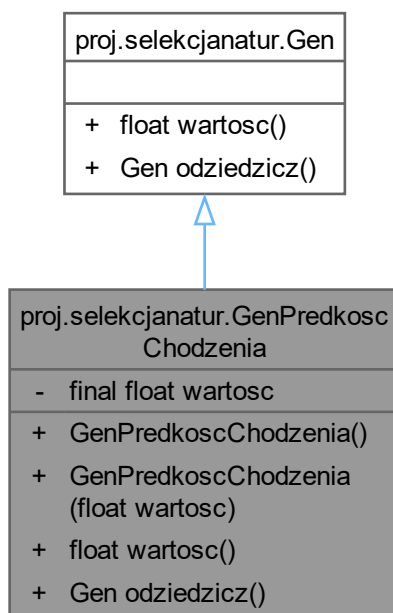 proj.selekcjanatur.Gen
+ float wartosc()
+ Gen odziedzicz()
proj.selekcjanatur.GenPredkosc
Chodzenia
- final float wartosc
+ GenPredkoscChodzenia()
+ GenPredkoscChodzenia
(float wartosc)
+ float wartosc()
+ Gen odziedzicz()